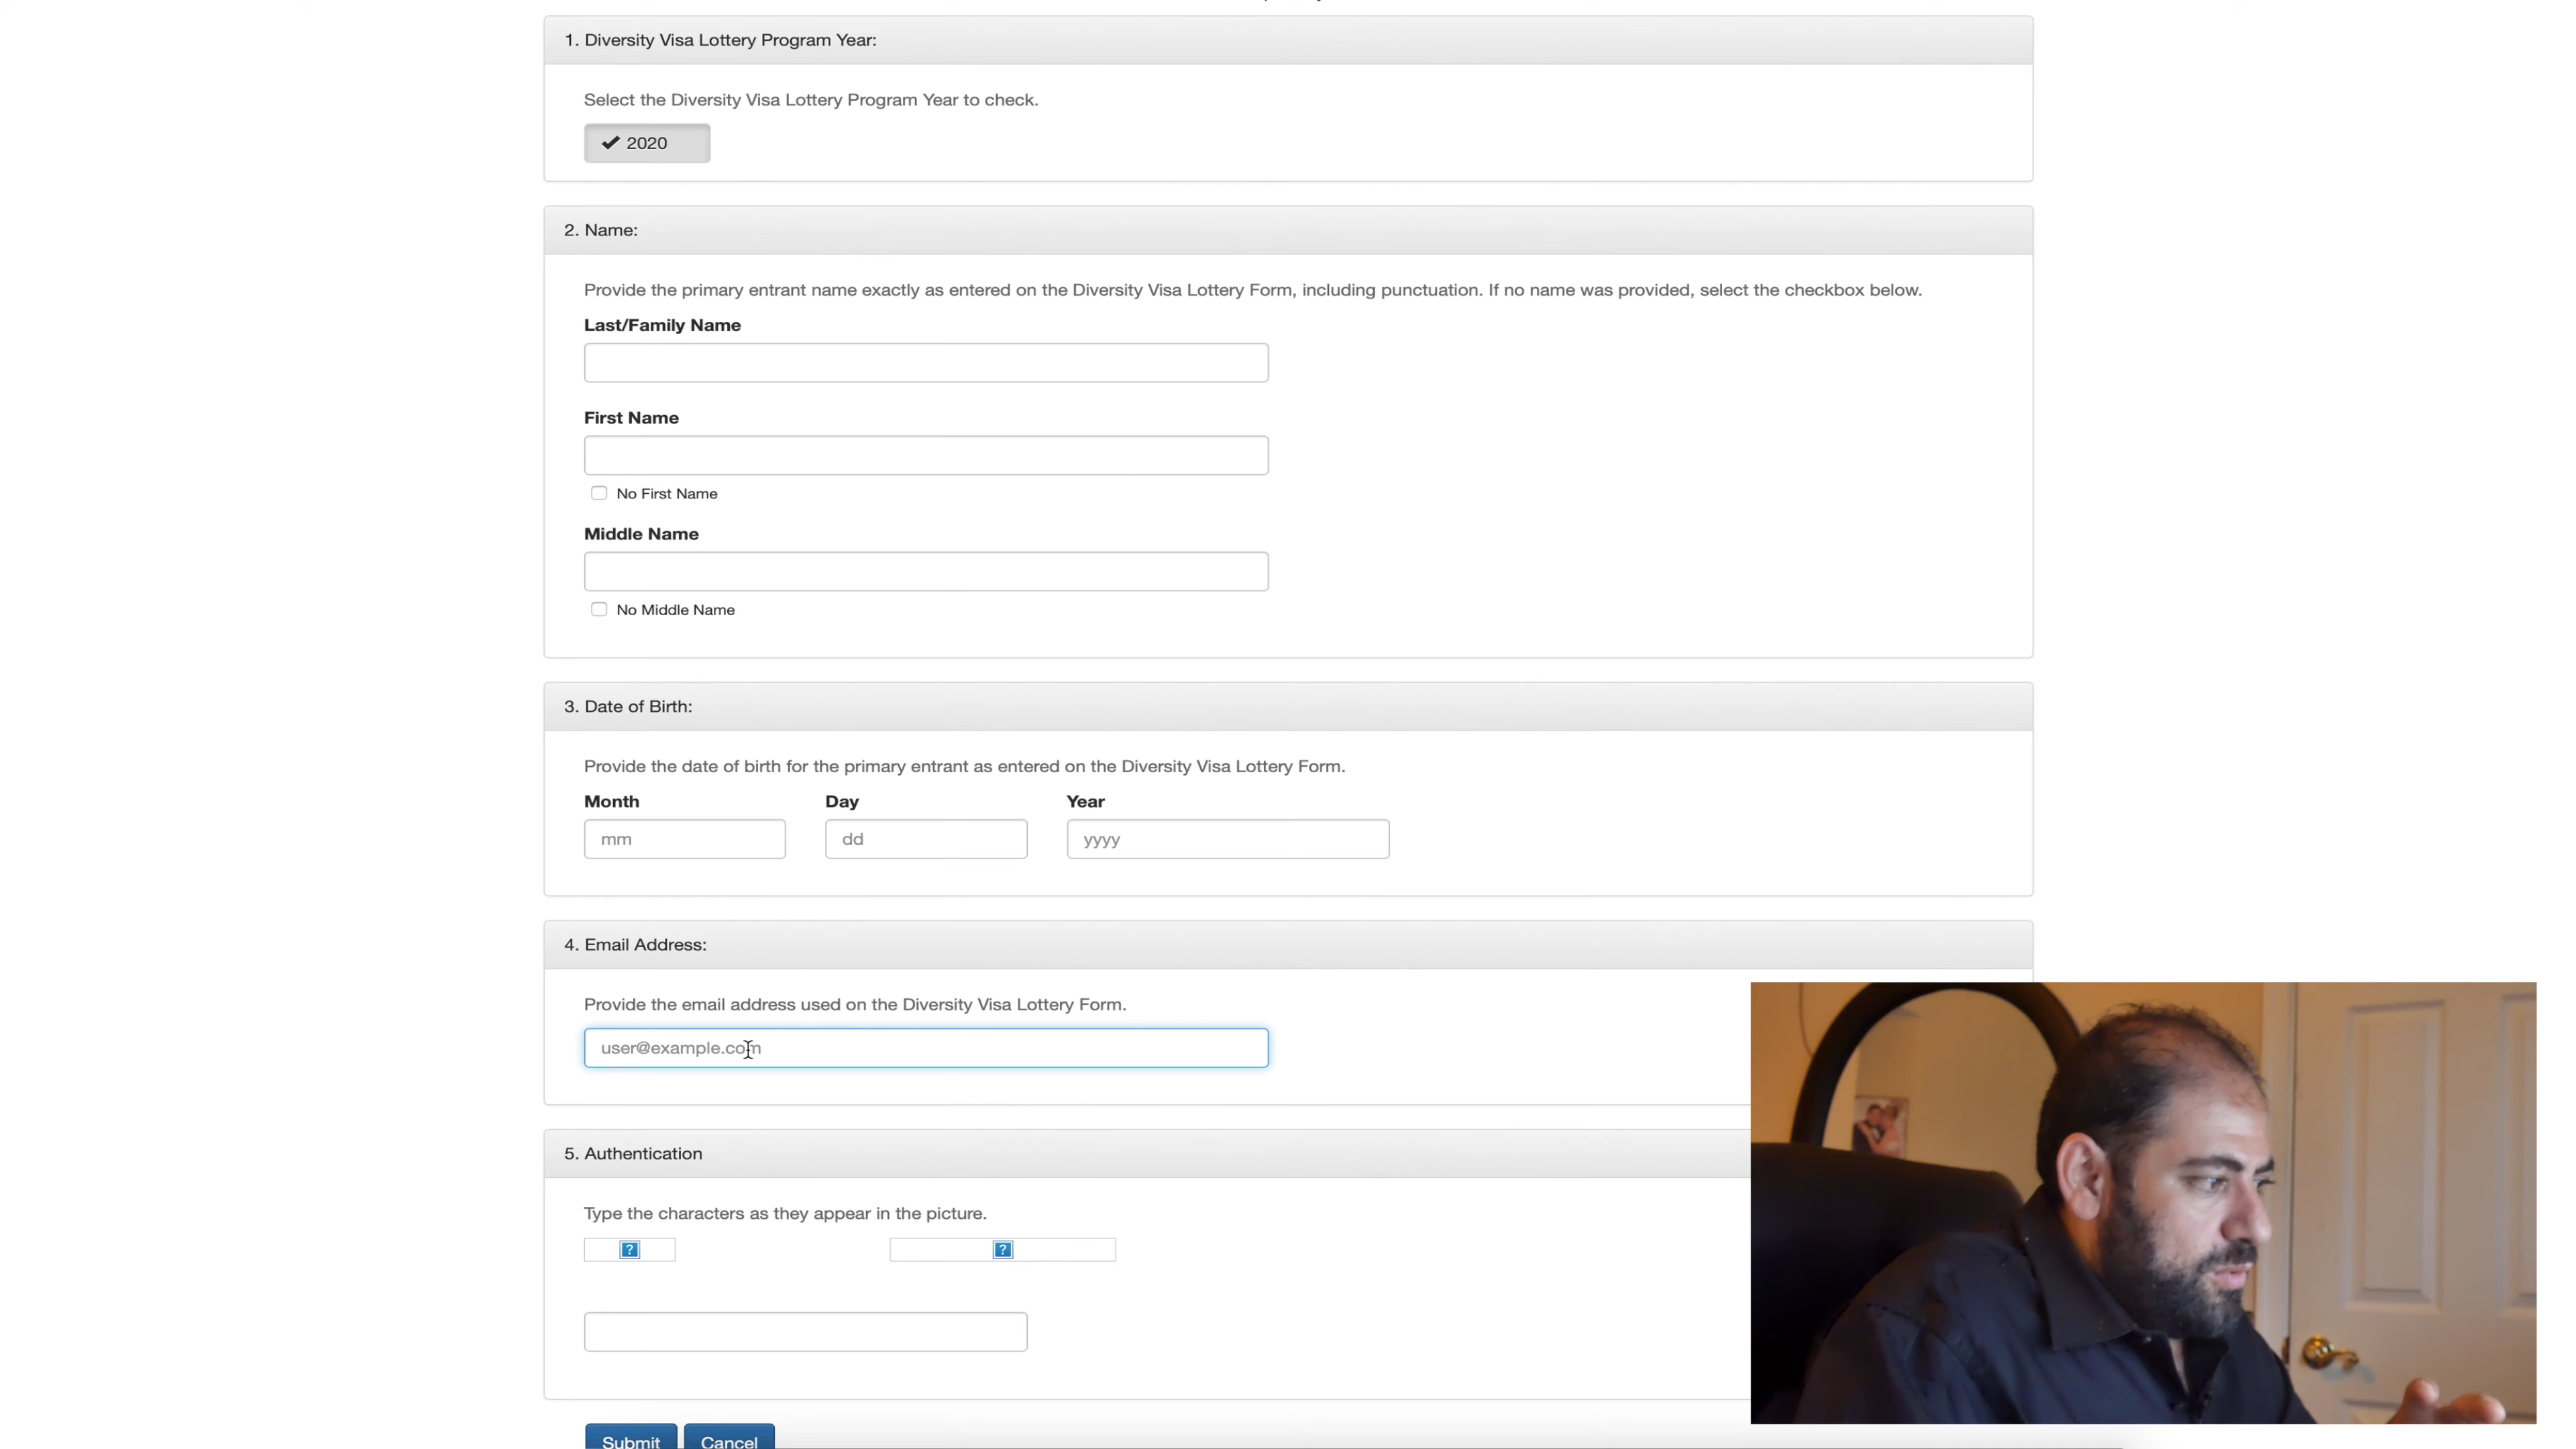 1. Diversity Visa Lottery Program Year:
Select the Diversity Visa Lottery Program Year to check.
2020
2. Name:
Provide the primary entrant name exactly as entered on the Diversity Visa Lottery Form, including punctuation. If no name was provided, select the checkbox below.
Last/Family Name
First Name
No First Name
Middle Name
No Middle Name
3. Date of Birth:
Provide the date of birth for the primary entrant as entered on the Diversity Visa Lottery Form.
Month Day Year
mm dd yyyy
4. Email Address:
Provide the email address used on the Diversity Visa Lottery Form.
user@example.com
5. Authentication
Type the characters as they appear in the picture.
? ?
Submit Cancel